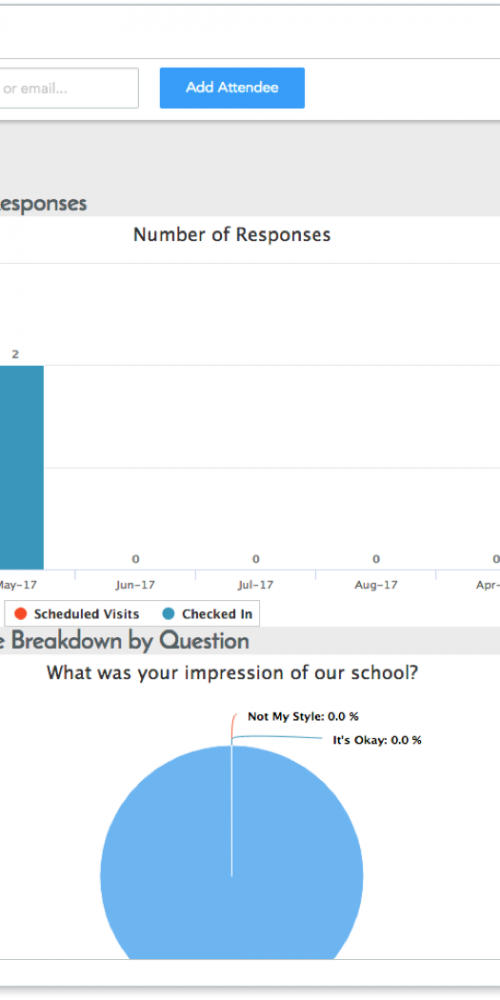 or email...
Add Attendee
esponses
Number of Responses
2
0 0 0 0
May-17 Jun-17 Jul-17 Aug-17 Apr-
Scheduled Visits Checked In
e Breakdown by Question
What was your impression of our school?
Not My Style: 0.0 %
It's Okay: 0.0 %